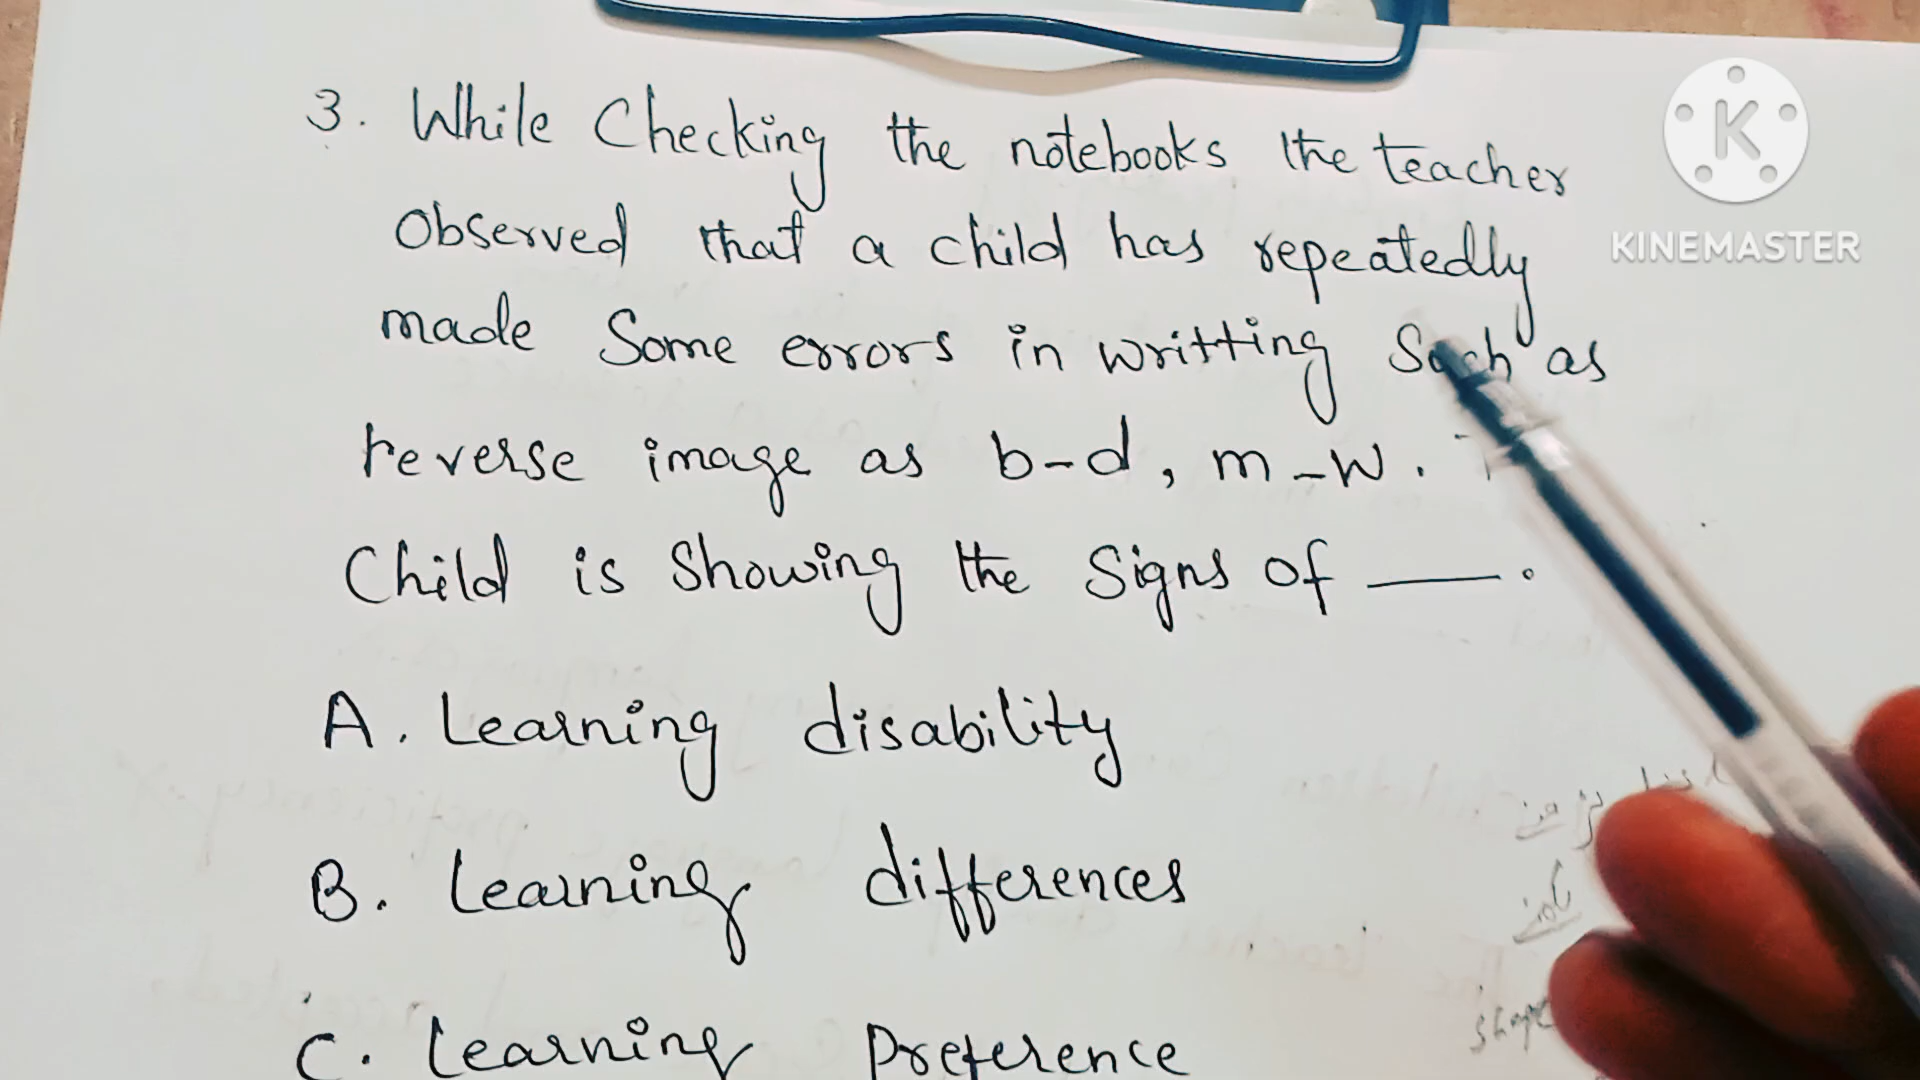 3. While Checking the notebooks the teacher
Observed that a child has repeatedly
made Some errors in writting Such as
reverse image as b-d, m-w.
Child is Showing the Signs of ___.
A. Learning disability
B. Learning differences
C. Learning Preference
K
KINEMASTER